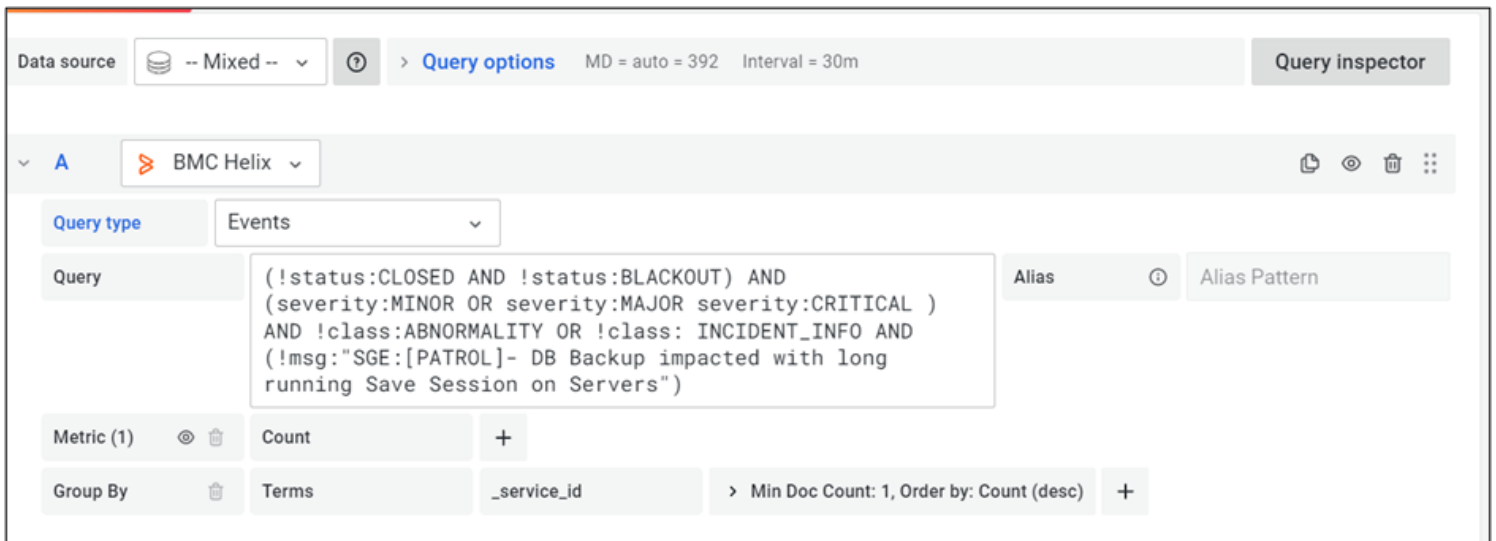 Data source -- Mixed -- > Query options MD = auto = 392 Interval = 30m Query inspector
A BMC Helix
Query type Events
Query (!status:CLOSED AND !status:BLACKOUT) AND Alias Alias Pattern
(severity:MINOR OR severity:MAJOR severity:CRITICAL )
AND !class:ABNORMALITY OR !class: INCIDENT_INFO AND
(!msg:"SGE:[PATROL]- DB Backup impacted with long
running Save Session on Servers")
Metric (1) Count +
Group By Terms _service_id > Min Doc Count: 1, Order by: Count (desc) +